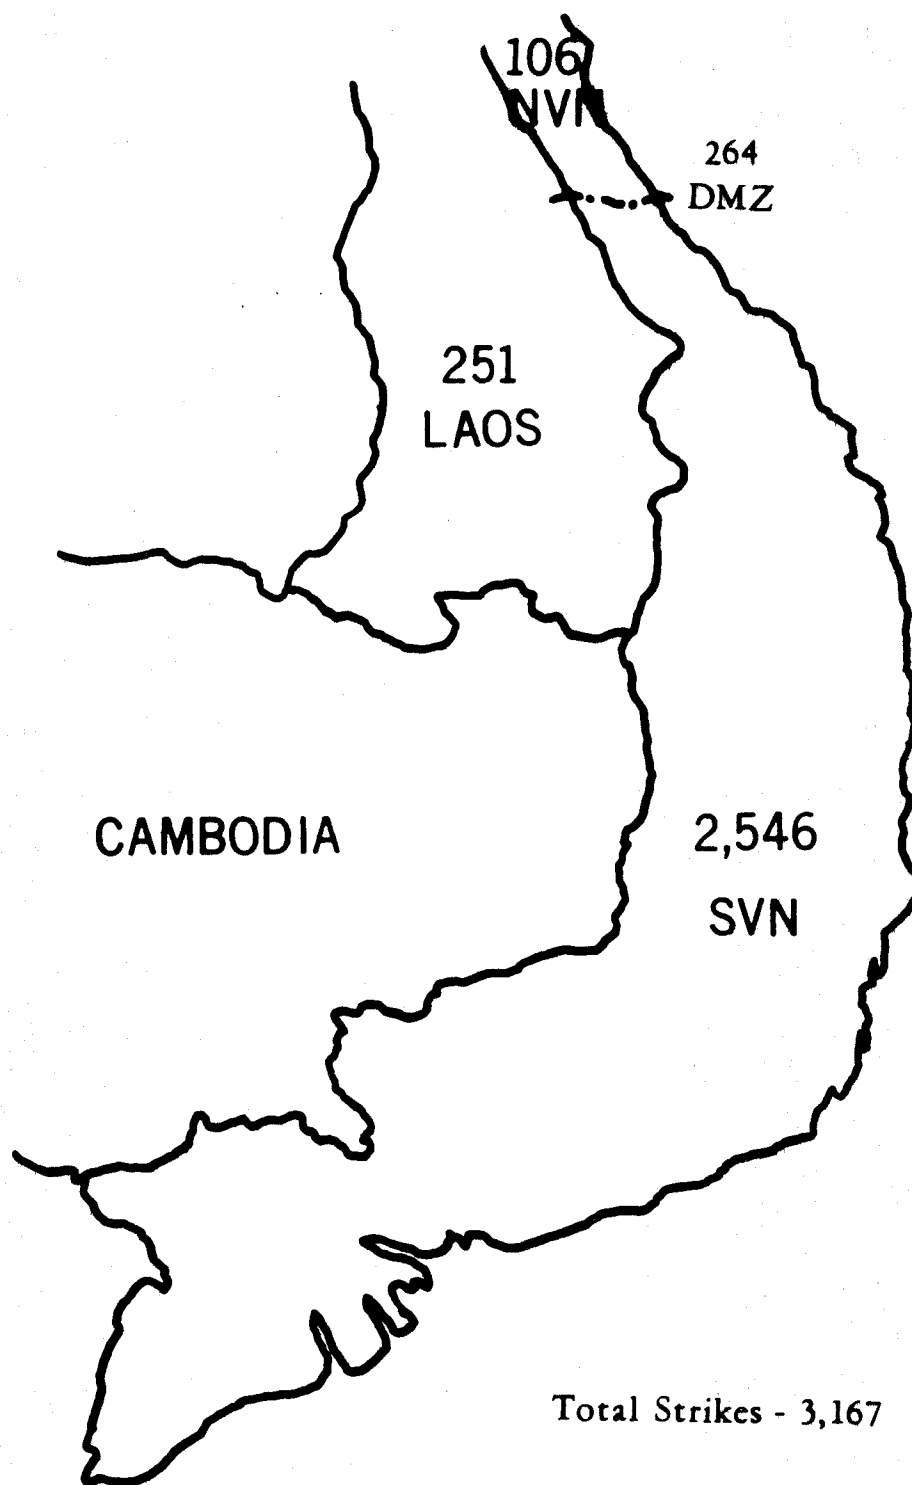 106
NVN
264
DMZ
251
LAOS
CAMBODIA
2,546
SVN
Total Strikes - 3,167